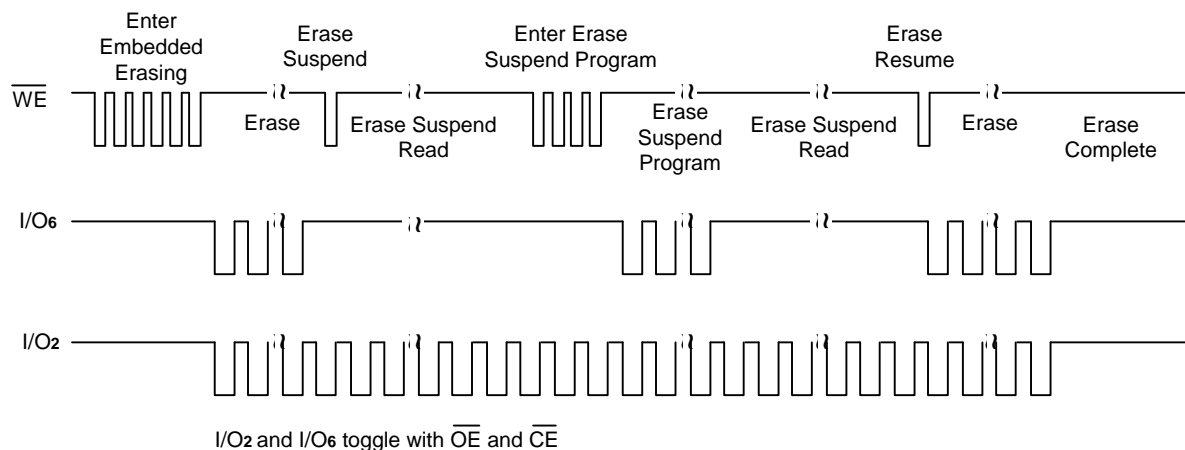 Enter
Embedded
Erasing
Erase
Suspend
Enter Erase
Suspend Program
Erase
Resume
WE
Erase
Erase Suspend
Read
Erase
Suspend
Program
Erase Suspend
Read
Erase
Erase
Complete
I/O6
I/O2
I/O2 and I/O6 toggle with OE and CE